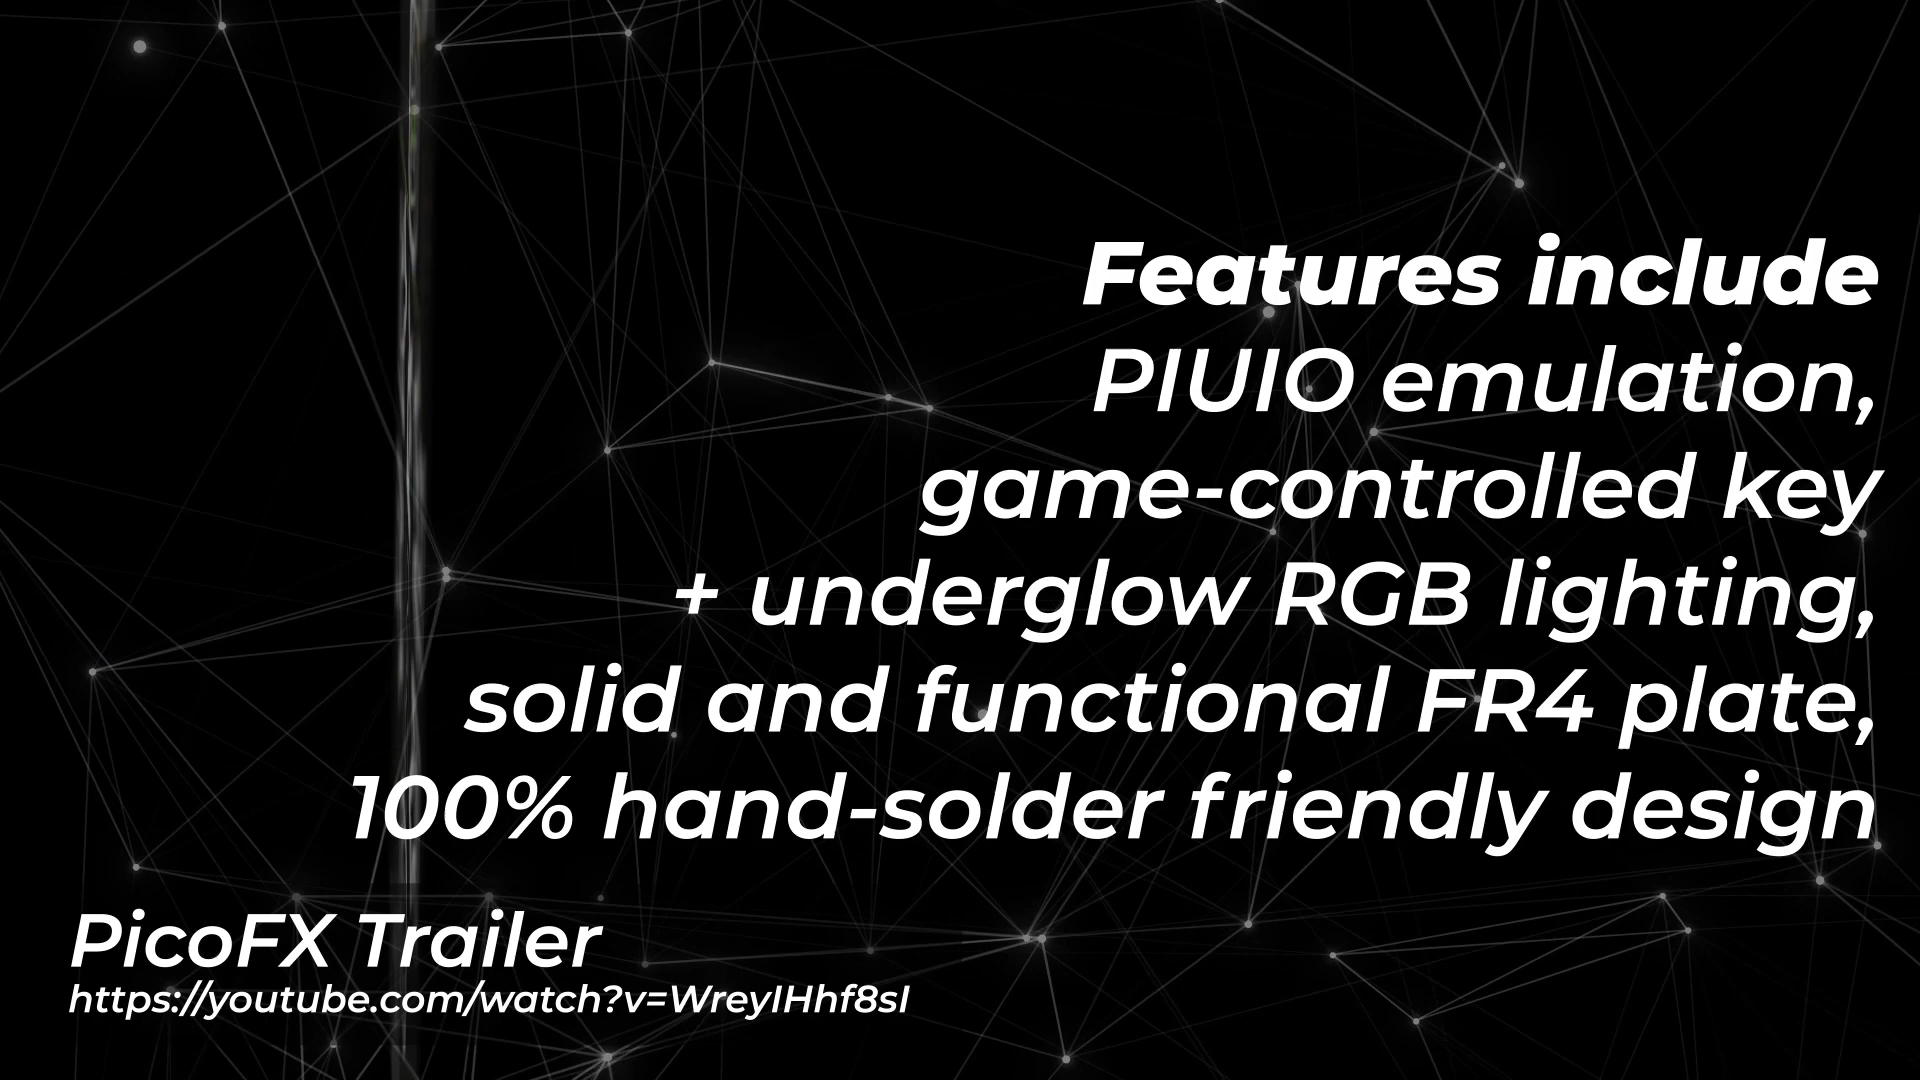 Features include
PIUIO emulation,
game-controlled key
+ underglow RGB lighting,
solid and functional FR4 plate,
100% hand-solder friendly design
PicoFX Trailer
https://youtube.com/watch?v=WreyIHhf8sI